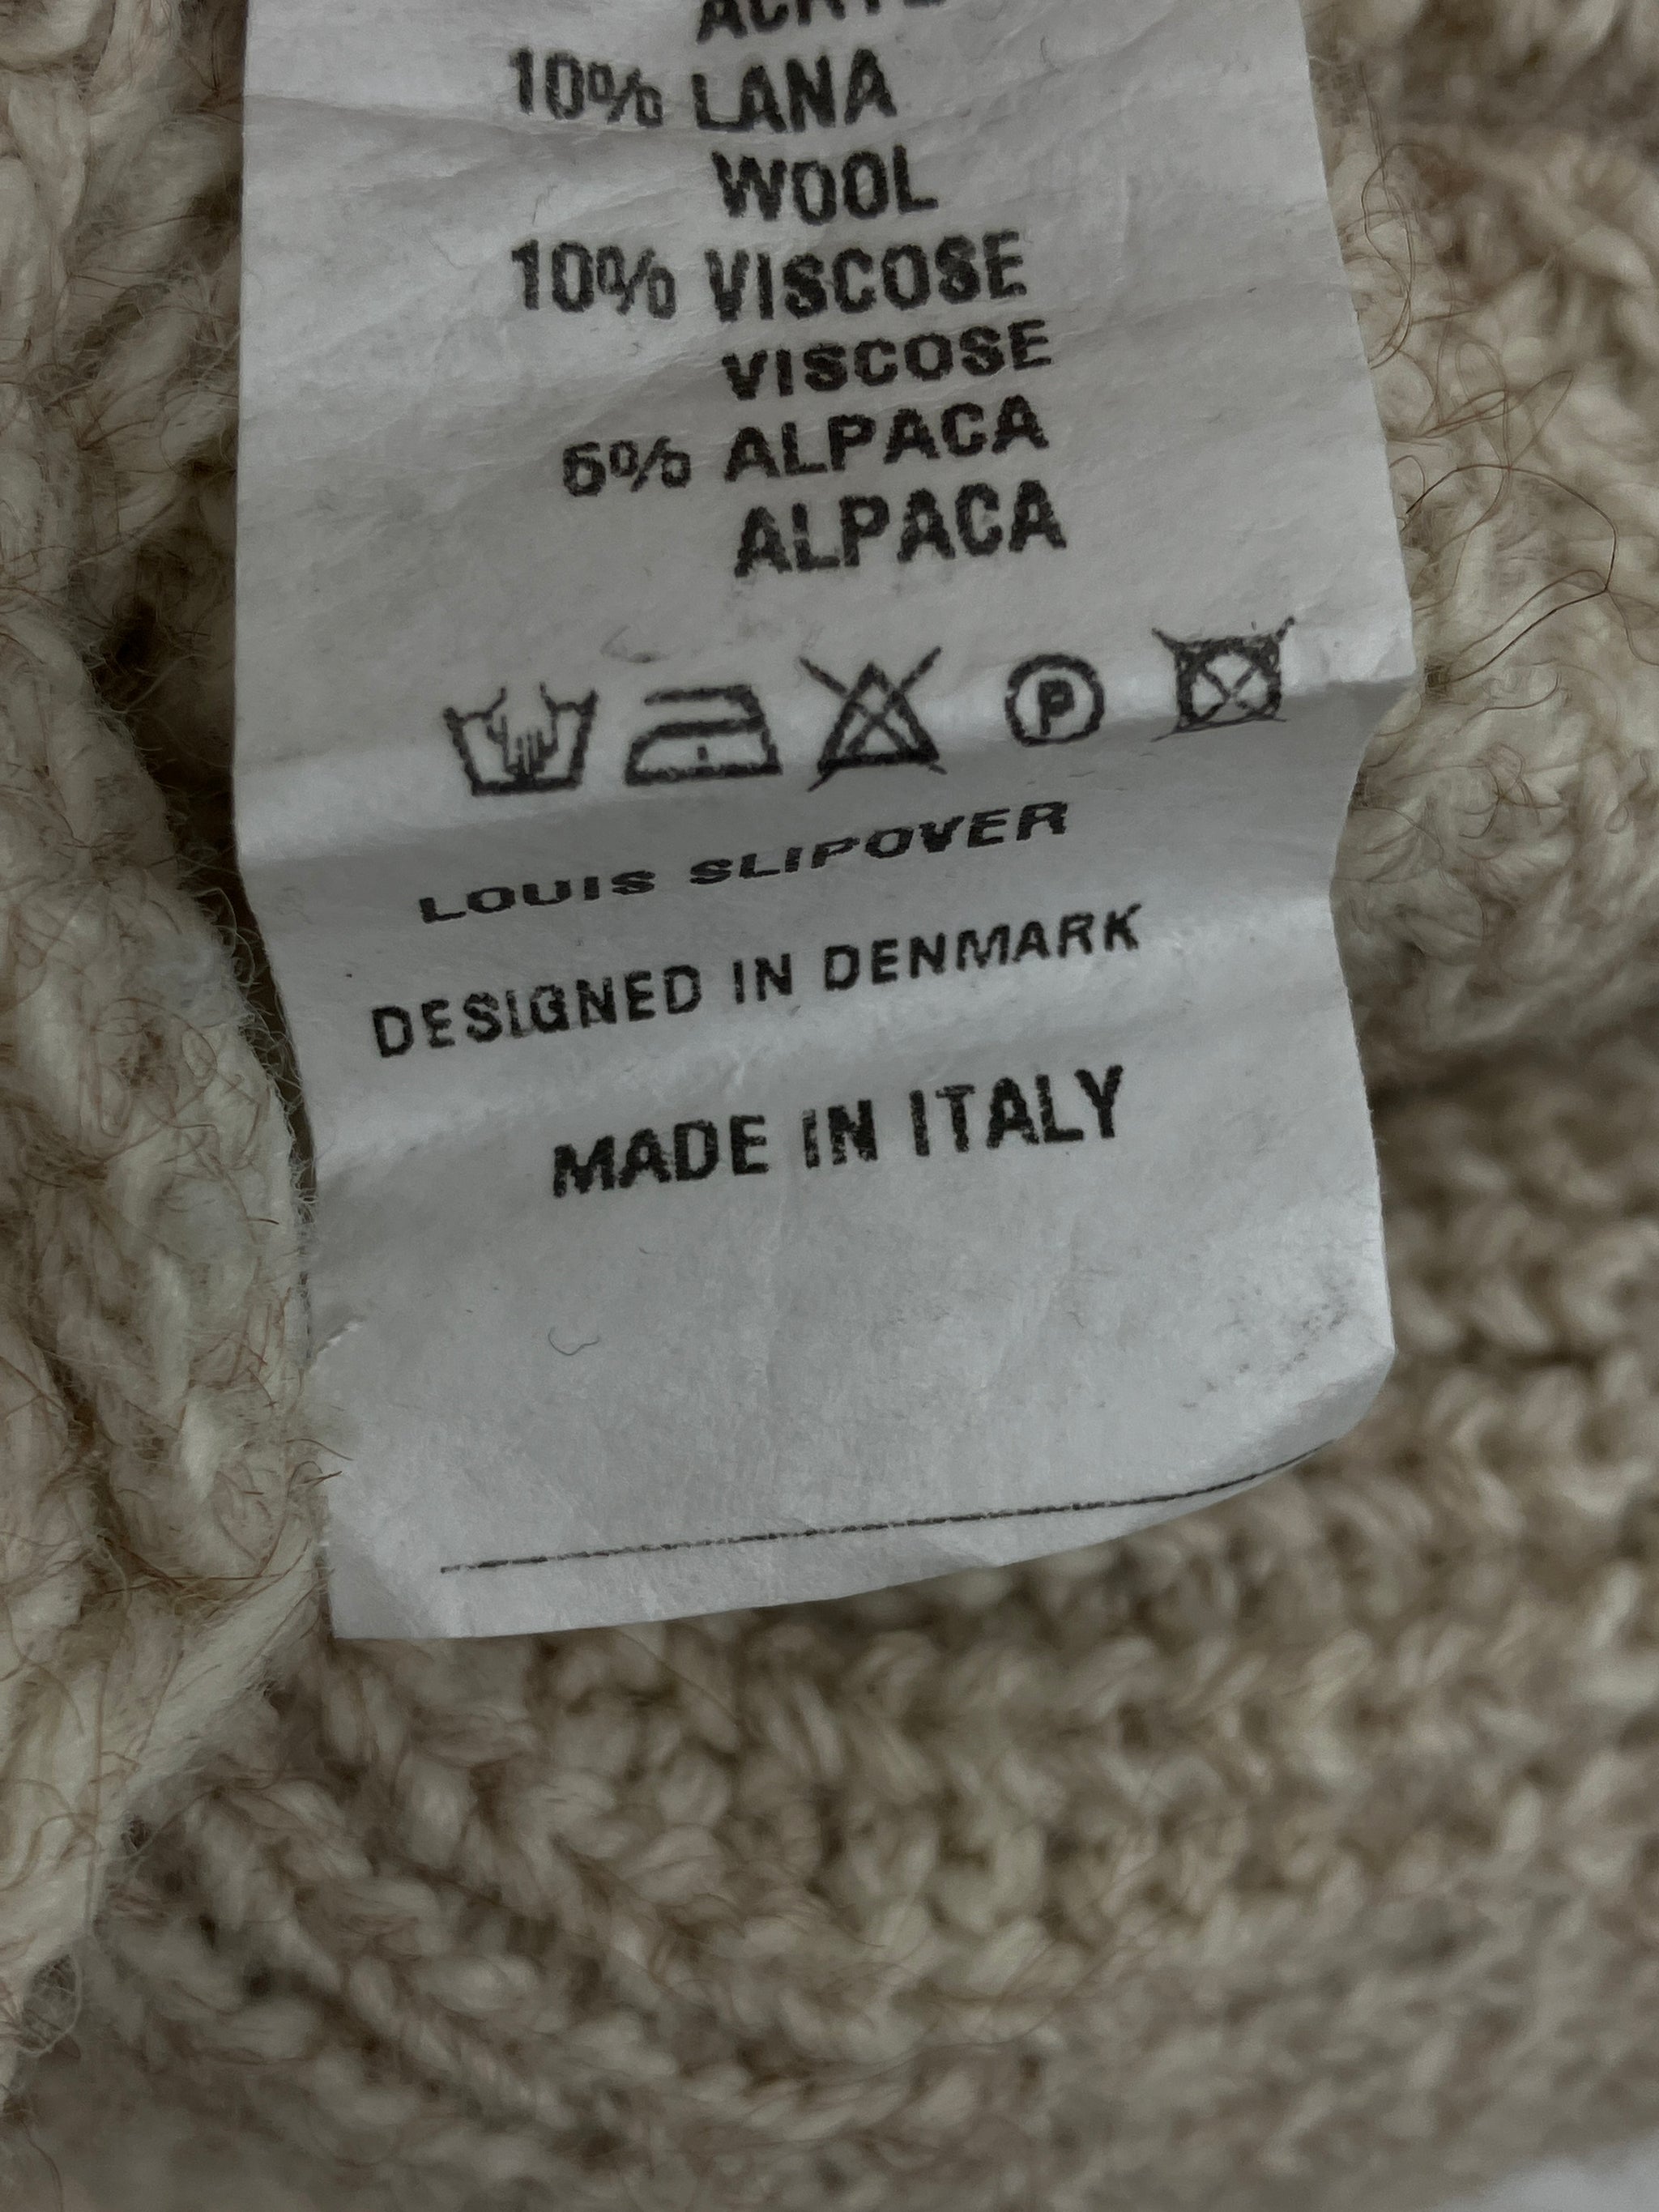 10% LANA
WOOL
10% VISCOSE
VISCOSE
6% ALPACA
ALPACA
P
LOUIS SLIPOVER
DESIGNED IN DENMARK
MADE IN ITALY